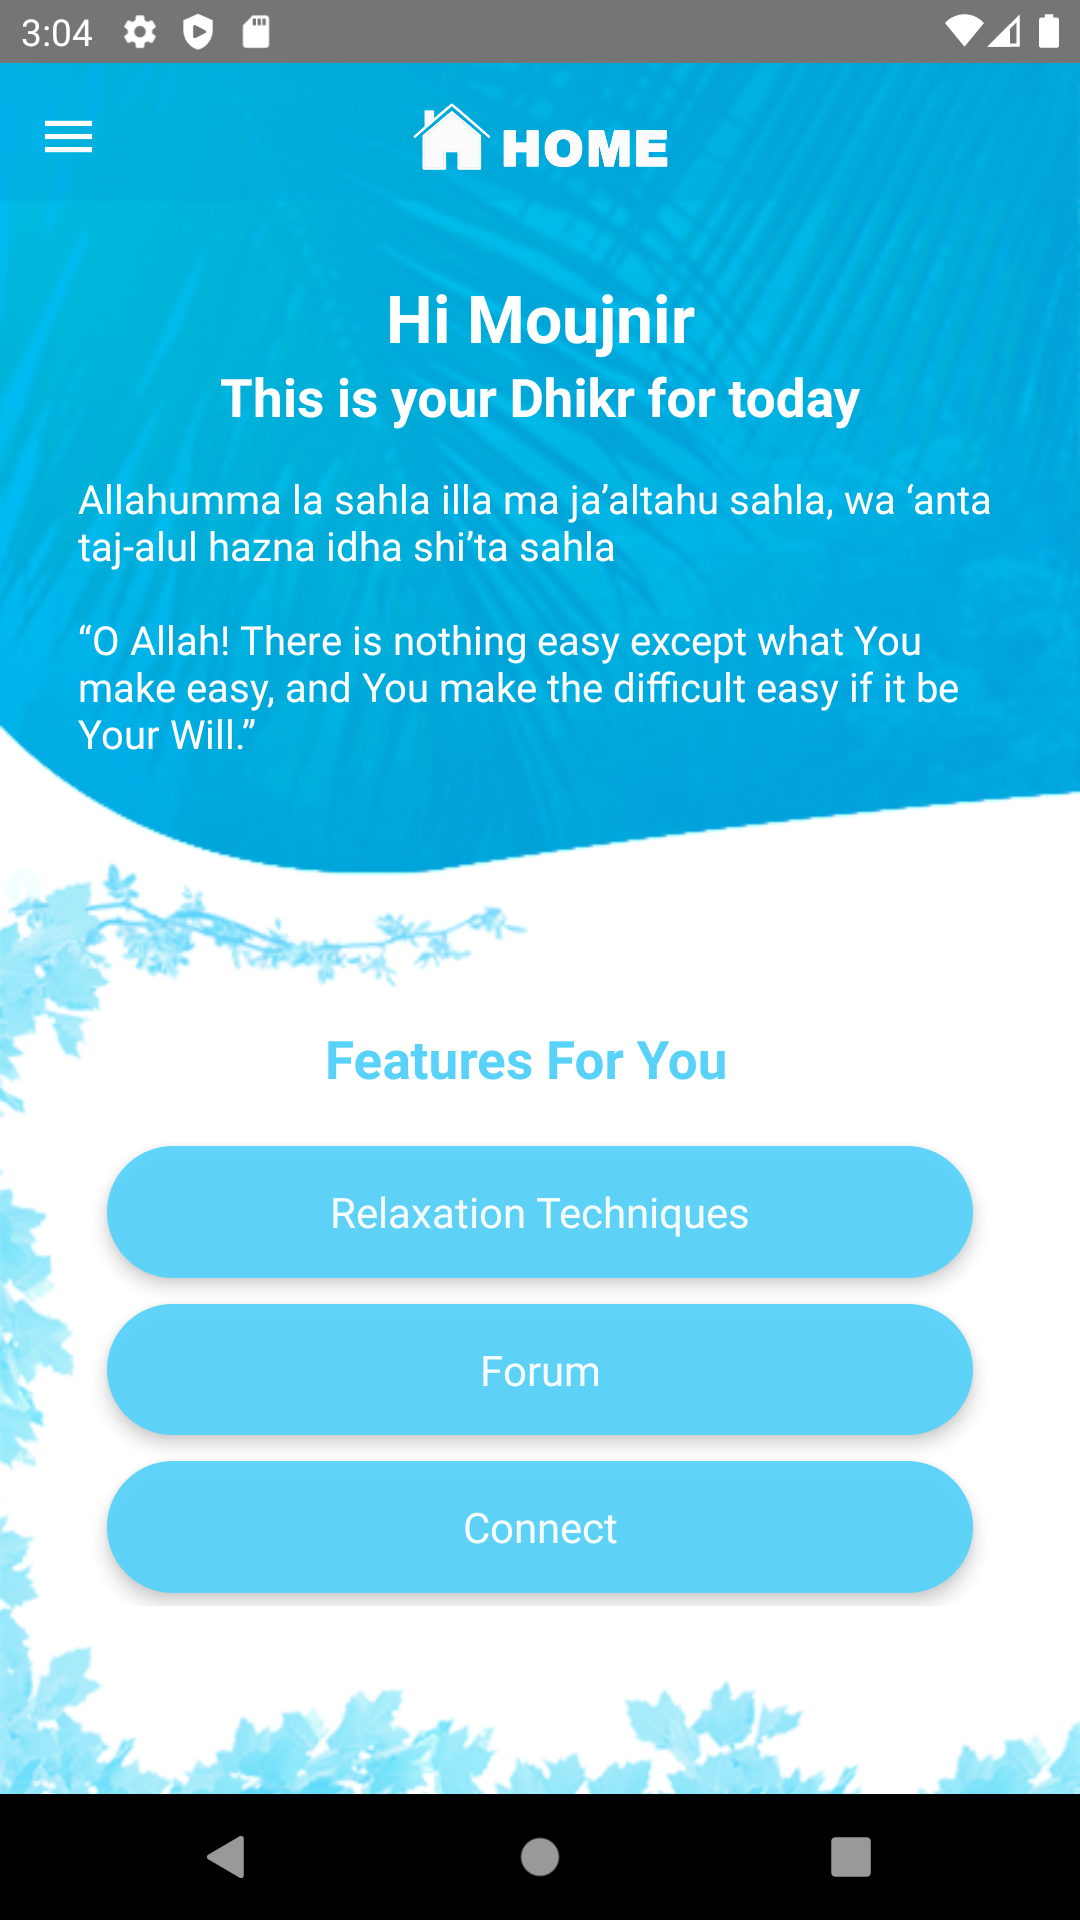 3:04
HOME
Hi Moujnir
This is your Dhikr for today
Allahumma la sahla illa ma ja’altahu sahla, wa ‘anta
taj-alul hazna idha shi’ta sahla
“O Allah! There is nothing easy except what You
make easy, and You make the difficult easy if it be
Your Will.”
Features For You
Relaxation Techniques
Forum
Connect